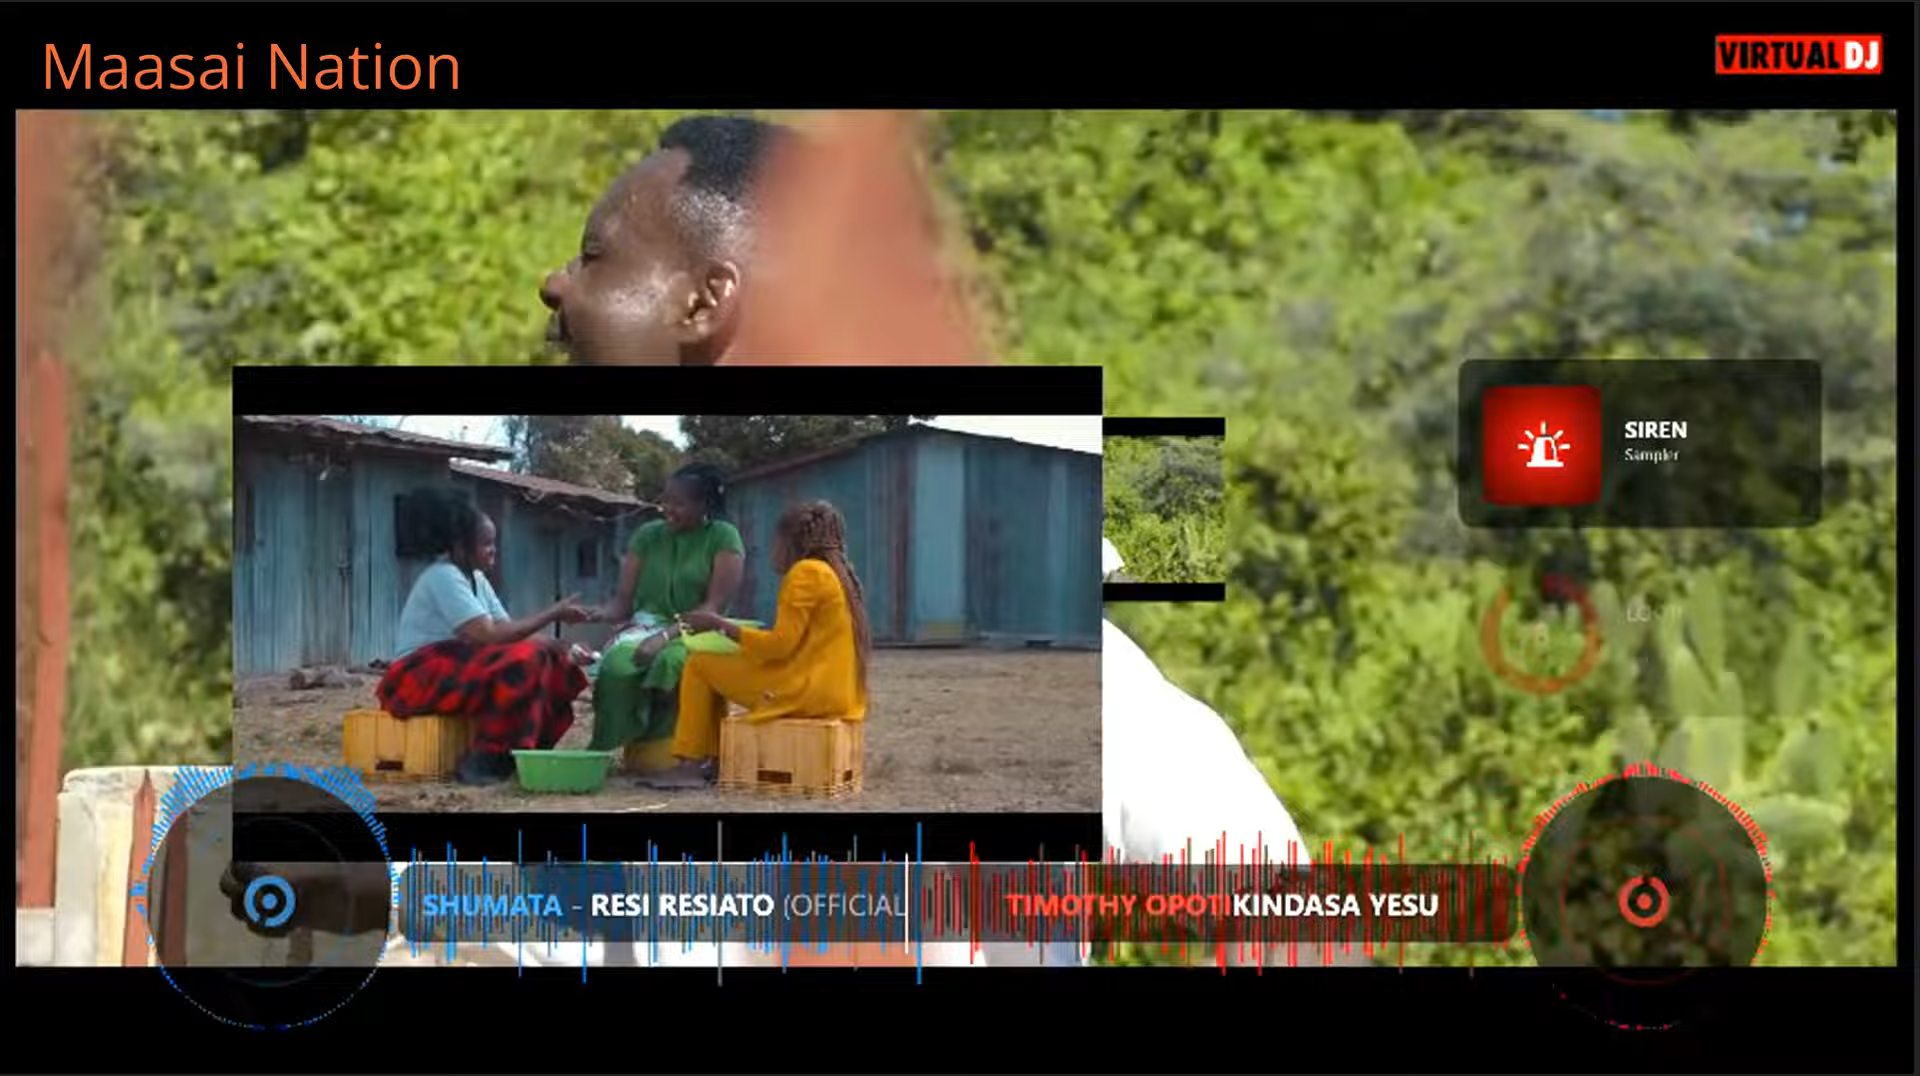 Maasai Nation
VIRTUAL DJ
SIREN
Sampler
SHUMATA - RESI RESIATO (OFFICIAL
TIMOTHY OPOTI KINDASA YESU